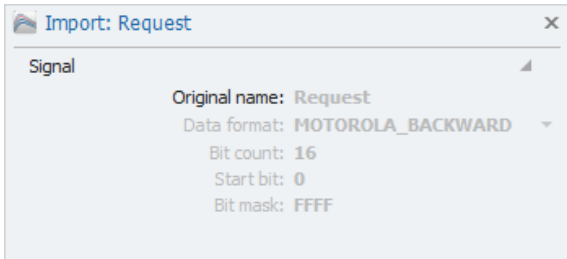 Import: Request
Signal
Original name: Request
Data format: MOTOROLA_BACKWARD
Bit count: 16
Start bit: 0
Bit mask: FFFF